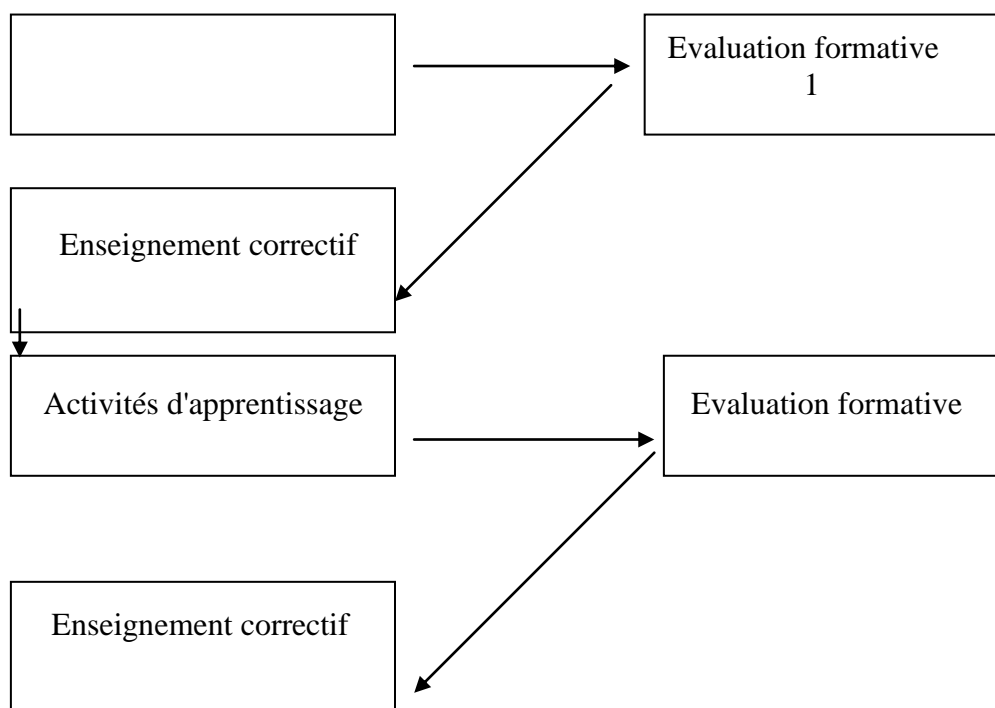 Evaluation formative
1
Enseignement correctif
Activités d'apprentissage
Evaluation formative
Enseignement correctif